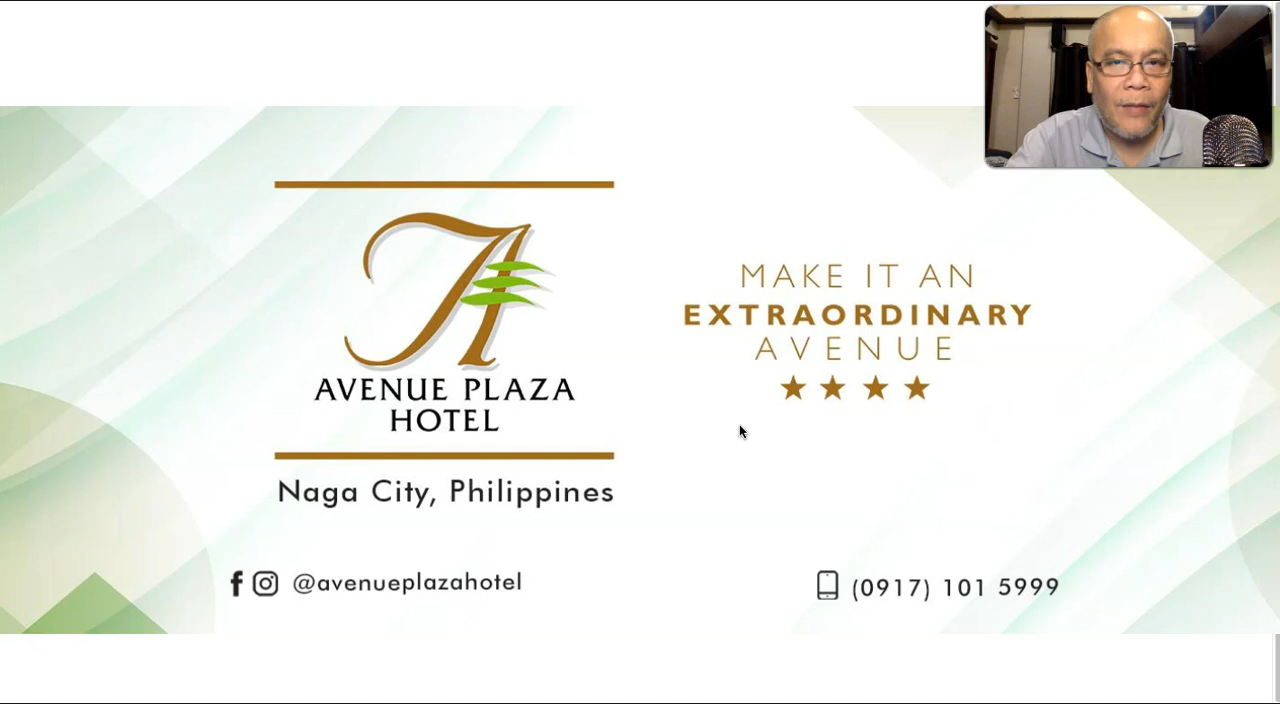 AVENUE PLAZA
HOTEL
Naga City, Philippines
MAKE IT AN
EXTRAORDINARY
AVENUE
@avenueplazahotel
(0917) 101 5999